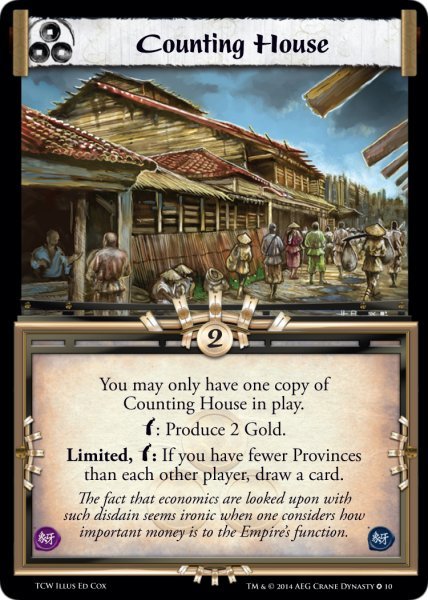 Counting House
2
You may only have one copy of
Counting House in play.
: Produce 2 Gold.
Limited, : If you have fewer Provinces
than each other player, draw a card.
The fact that economics are looked upon with
such disdain seems ironic when one considers how
important money is to the Empire's function.
TCW Illus Ed Cox
TM & © 2014 AEG Crane Dynasty ✪ 10